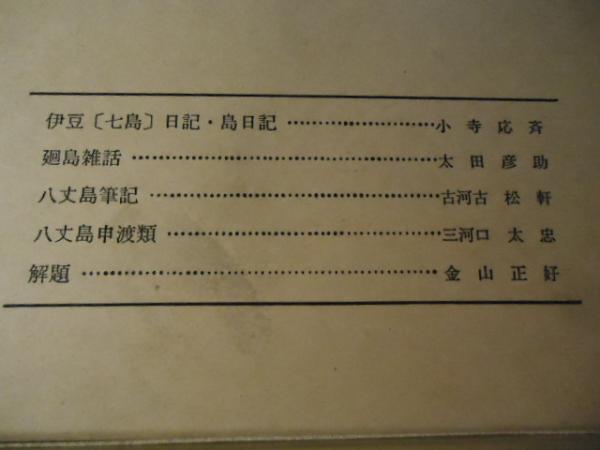 伊豆〔七島〕日記・島日記……………………小寺応斉
廻島雑話……………………………………太田彦助
八丈島筆記…………………………………古河古松軒
八丈島申渡類………………………………三河口太忠
解題…………………………………………金山正好